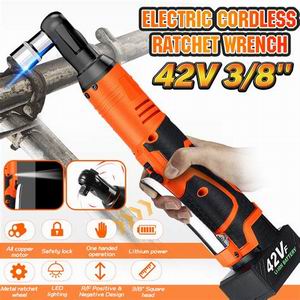 ELECTRIC CORDLESS
RATCHET WRENCH
42V 3/8"
All copper
motor
Safety lock
One handed
operation
Lithium power
Metal ratchet
wheel
LED
lighting
R/F Positive &
Negative Design
3/8" Square
head
42VF